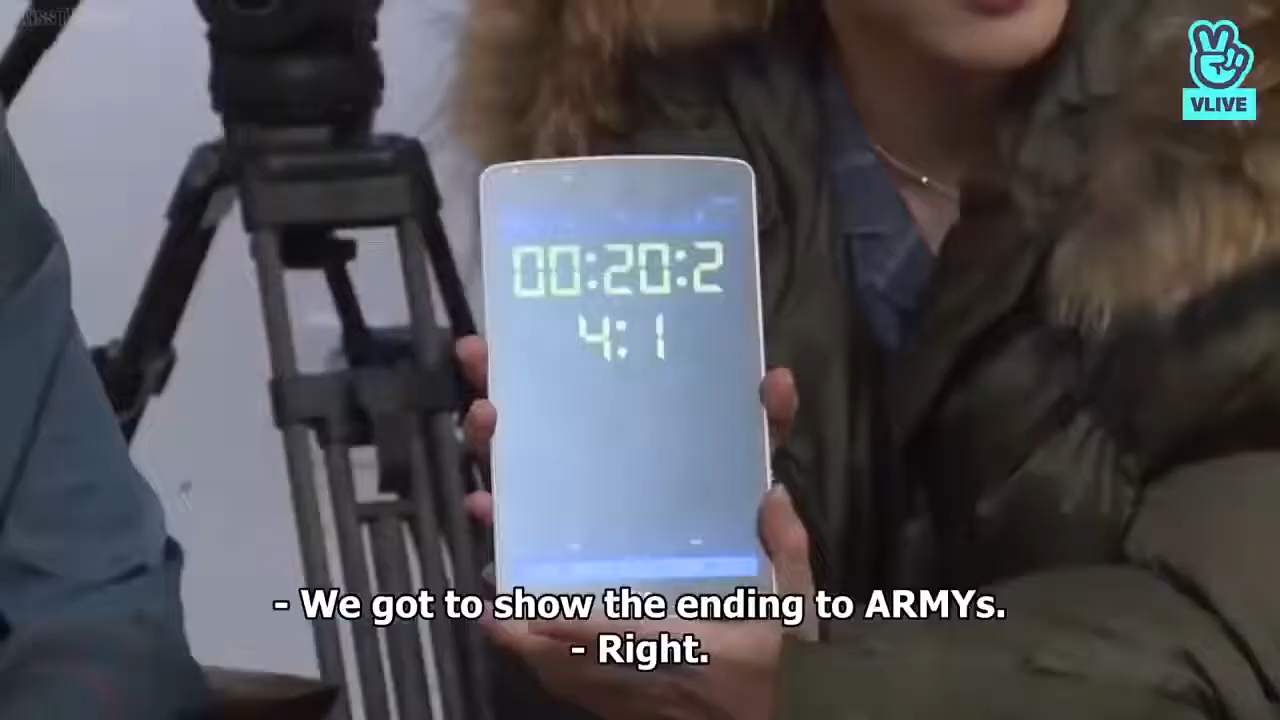 VLIVE
00:20:2
4:1
- We got to show the ending to ARMYs.
- Right.